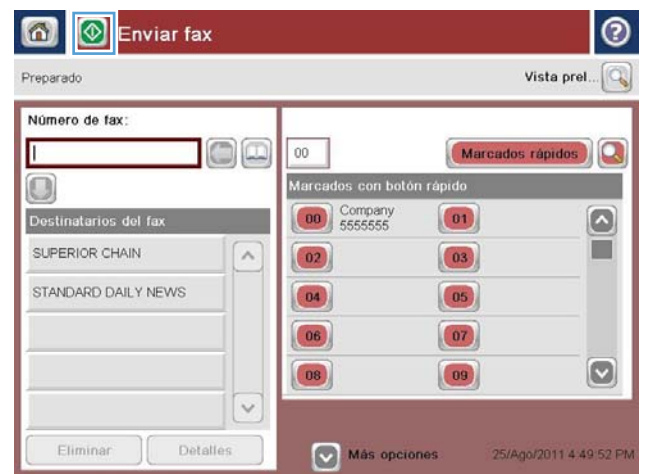 Enviar fax
?
Preparado
Vista prel...
Número de fax:
00
Marcados rápidos
Marcados con botón rápido
Destinatarios del fax
SUPERIOR CHAIN
STANDARD DAILY NEWS
00 Company 01
5555555
02 03
04 05
06 07
08 09
Eliminar
Detalles
Más opciones
25/Ago/2011 4:49:52 PM